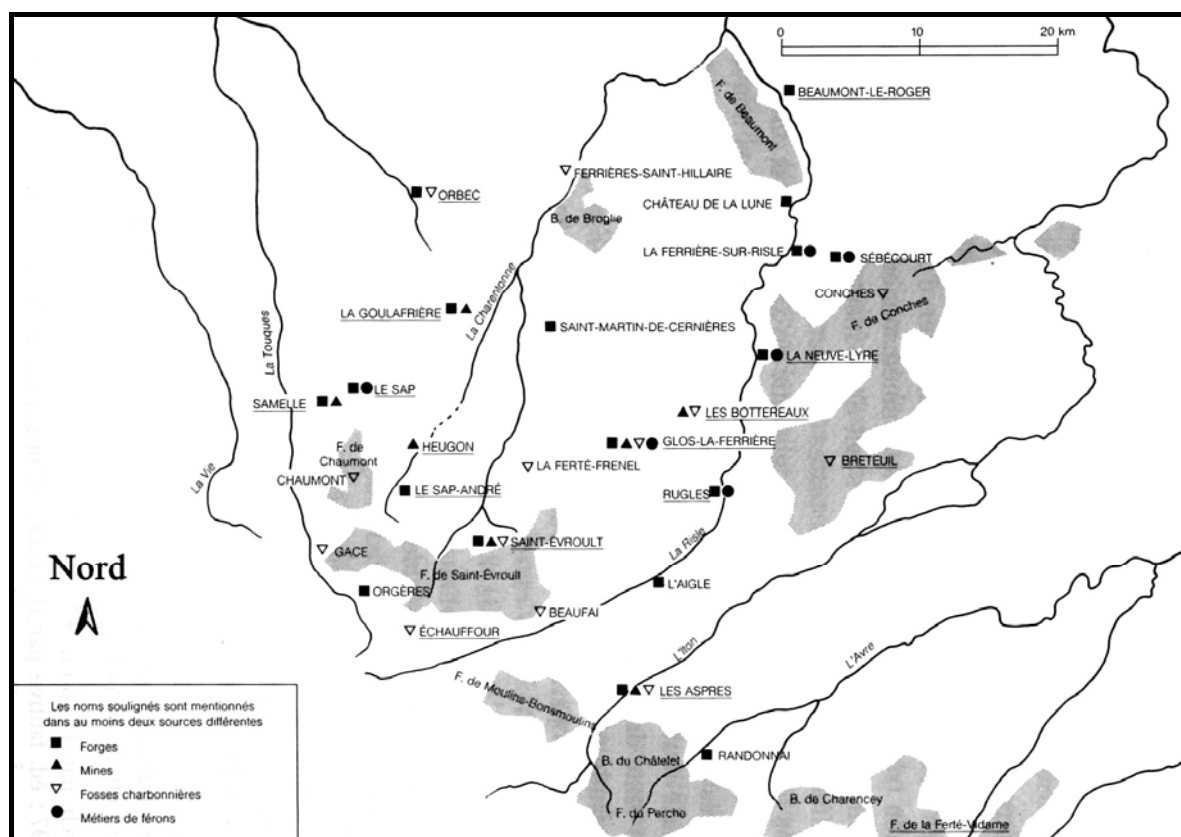 0 10 20 km
BEAUMONT-LE-ROGER
F. de Beaumont
FERRIÈRES-SAINT-HILLAIRE
ORBEC
CHÂTEAU DE LA LUNE
B. de Broglie
LA FERRIÈRE-SUR-RISLE
SÉBÉCOURT
CONCHES
F. de Conches
La Charentonne
LA GOULAFRIÈRE
SAINT-MARTIN-DE-CERNIÈRES
La Touques
LA NEUVE-LYRE
LE SAP
SAMELLE
LES BOTTEREAUX
HEUGON
GLOS-LA-FERRIÈRE
F. de
Chaumont
CHAUMONT
LA FERTÉ-FRENEL
BRETEUIL
La Vie
LE SAP-ANDRÉ
RUGLES
SAINT-ÉVROULT
La Risle
GACE
Nord
F. de Saint-Évroult
L'AIGLE
ORGÈRES
BEAUFAI
ÉCHAUFFOUR
L'Iton
L'Avre
F. de Moulins-Bonsmoulins
LES ASPRES
B. du Châtelet
RANDONNAI
F. du Perche
B. de Charencey
F. de la Ferté-Vidame
Les noms soulignés sont mentionnés
dans au moins deux sources différentes
Forges
Mines
Fosses charbonnières
Métiers de férons